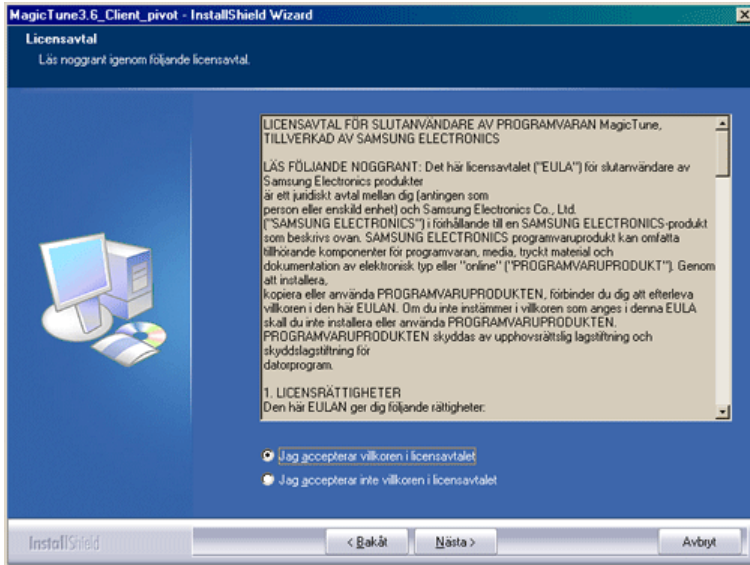 MagicTune3.6_Client_pivot - InstallShield Wizard
Licensavtal
Läs noggrant igenom följande licensavtal.
LICENSAVTAL FÖR SLUTANVÄNDARE AV PROGRAMVARAN MagicTune,
TILLVERKAD AV SAMSUNG ELECTRONICS
LÄS FÖLJANDE NOGGRANT: Det här licensavtalet ("EULA") för slutanvändare av
Samsung Electronics produkter
är ett juridiskt avtal mellan dig (antingen som
person eller enskild enhet) och Samsung Electronics Co., Ltd.
("SAMSUNG ELECTRONICS") i förhållande till en SAMSUNG ELECTRONICS-produkt
som beskrivs ovan. SAMSUNG ELECTRONICS programvaruprodukt kan omfatta
tillhörande komponenter för programvaran, media, tryckt material och
dokumentation av elektronisk typ eller "online" ("PROGRAMVARUPRODUKT"). Genom
att installera,
kopiera eller använda PROGRAMVARUPRODUKTEN, förbinder du dig att efterleva
villkoren i den här EULAN. Om du inte instämmer i villkoren som anges i denna EULA
skall du inte installera eller använda PROGRAMVARUPRODUKTEN.
PROGRAMVARUPRODUKTEN skyddas av upphovsrättslig lagstiftning och
skyddslagstiftning för
datorprogram.
1. LICENSRÄTTIGHETER
Den här EULAN ger dig följande rättigheter:
Jag accepterar villkoren i licensavtalet
Jag accepterar inte villkoren i licensavtalet
InstallShield
< Bakåt
Nästa >
Avbryt